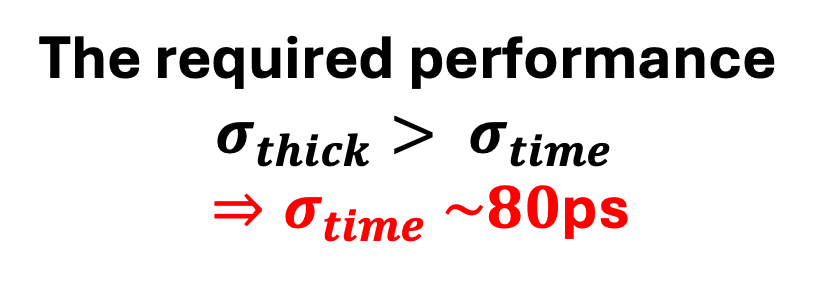 The required performance
σ_thick > σ_time
⇒ σ_time ~80ps